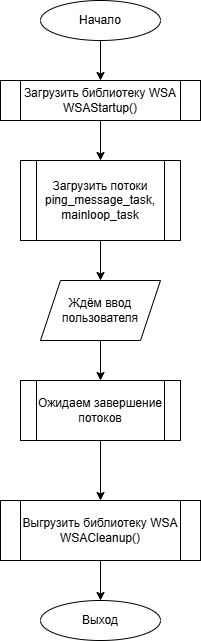 Начало
Загрузить библиотеку WSA
WSAStartup()
Загрузить потоки
ping_message_task,
mainloop_task
Ждём ввод
пользователя
Ожидаем завершение
потоков
Выгрузить библиотеку WSA
WSACleanup()
Выход